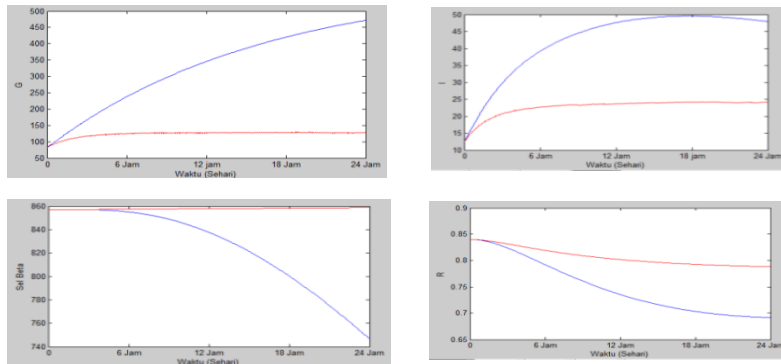 500
450
400
350
300
250
200
150
100
50
G
0
6 Jam
12 jam
18 Jam
24 Jam
Waktu (Sehari)
50
45
40
35
30
25
20
15
10
I
0
6 Jam
12 Jam
18 jam
24 Jam
Waktu (Sehari)
860
840
820
800
780
760
740
Sel Beta
0
6 Jam
12 Jam
18 Jam
24 Jam
Waktu (Sehari)
0.9
0.85
0.8
0.75
0.7
0.65
R
0
6 Jam
12 Jam
18 Jam
24 Jam
Waktu (Sehari)